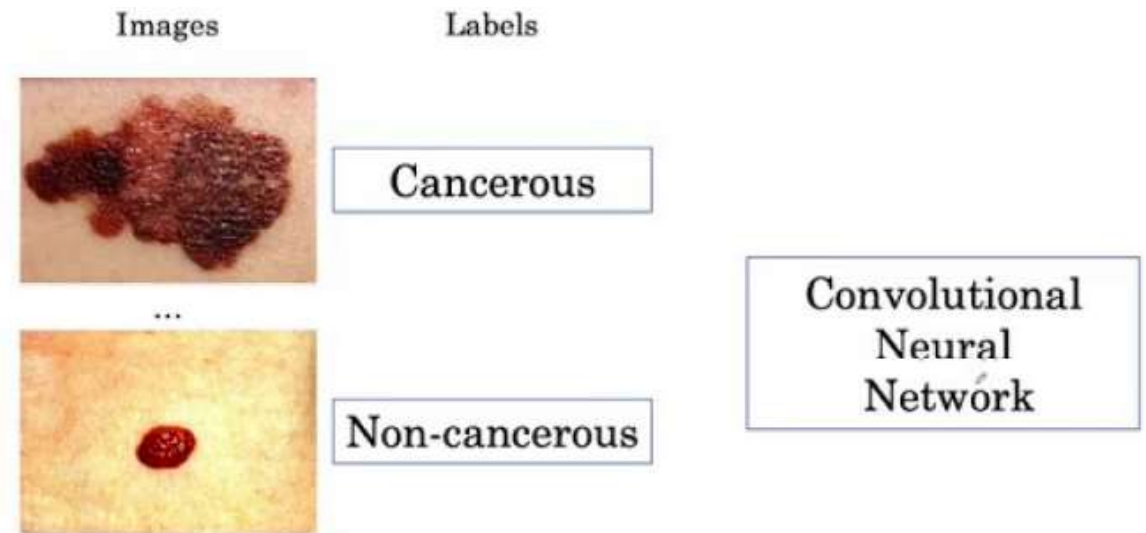 Images
Labels
Cancerous
...
Non-cancerous
Convolutional
Neural
Network